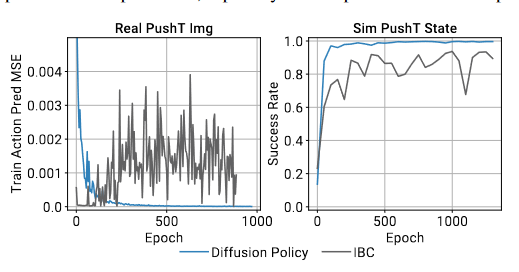 Real PushT Img
Sim PushT State
Train Action Pred MSE
0.004
0.003
0.002
0.001
0.0
0
500
1000
Epoch
Success Rate
1.0
0.8
0.6
0.4
0.2
0.0
0
500
1000
Epoch
Diffusion Policy
IBC